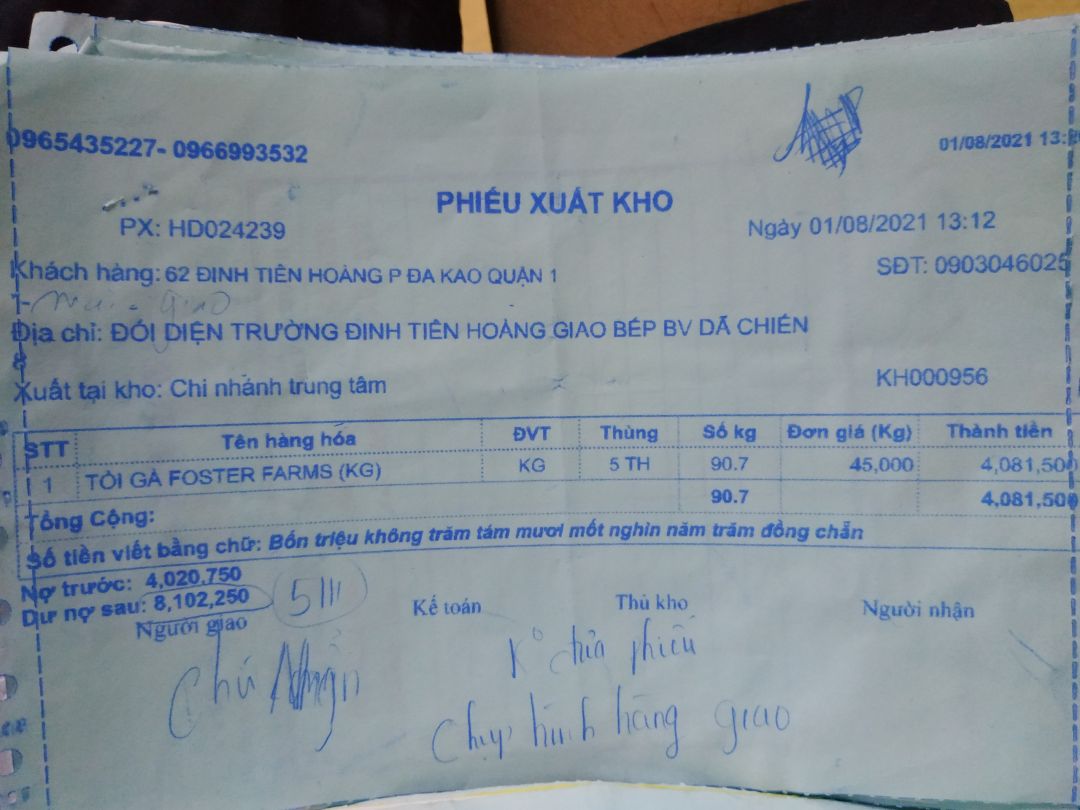 0965435227- 0966993532
01/08/2021 13:
PHIẾU XUẤT KHO
PX: HD024239
Ngày 01/08/2021 13:12
Khách hàng: 62 ĐINH TIÊN HOÀNG P ĐA KAO QUẬN 1
SĐT: 0903046025
giao
Địa chỉ: ĐỐI DIỆN TRƯỜNG ĐINH TIÊN HOÀNG GIAO BẾP BV DÃ CHIẾN
8
Xuất tại kho: Chi nhánh trung tâm
KH000956
STT Tên hàng hóa ĐVT Thùng Số kg Đơn giá (Kg) Thành tiền
1 TỎI GÀ FOSTER FARMS (KG) KG 5 TH 90.7 45,000 4,081,500
Tổng Cộng: 90.7 4,081,500
Số tiền viết bằng chữ: Bốn triệu không trăm tám mươi mốt nghìn năm trăm đồng chẵn
Nợ trước: 4,020,750
Dư nợ sau: 8,102,250
Người giao Kế toán Thủ kho Người nhận
Chú Nhẫn
K° chừa phiếu
Chụp hình hàng giao